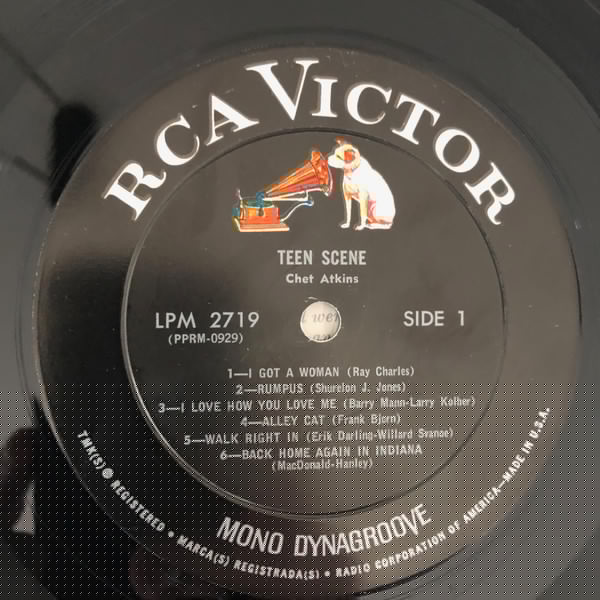 RCA VICTOR
TEEN SCENE
Chet Atkins
LPM 2719
(PPRM-0929)
SIDE 1
1—I GOT A WOMAN (Ray Charles)
2—RUMPUS (Shurelon J. Jones)
3—I LOVE HOW YOU LOVE ME (Barry Mann-Larry Kolber)
4—ALLEY CAT (Frank Bjorn)
5—WALK RIGHT IN (Erik Darling-Willard Svanoe)
6—BACK HOME AGAIN IN INDIANA
(MacDonald-Hanley)
MONO DYNAGROOVE
TMK(S) ® REGISTERED • MARCA(S) REGISTRADA(S) • RADIO CORPORATION OF AMERICA—MADE IN U.S.A.